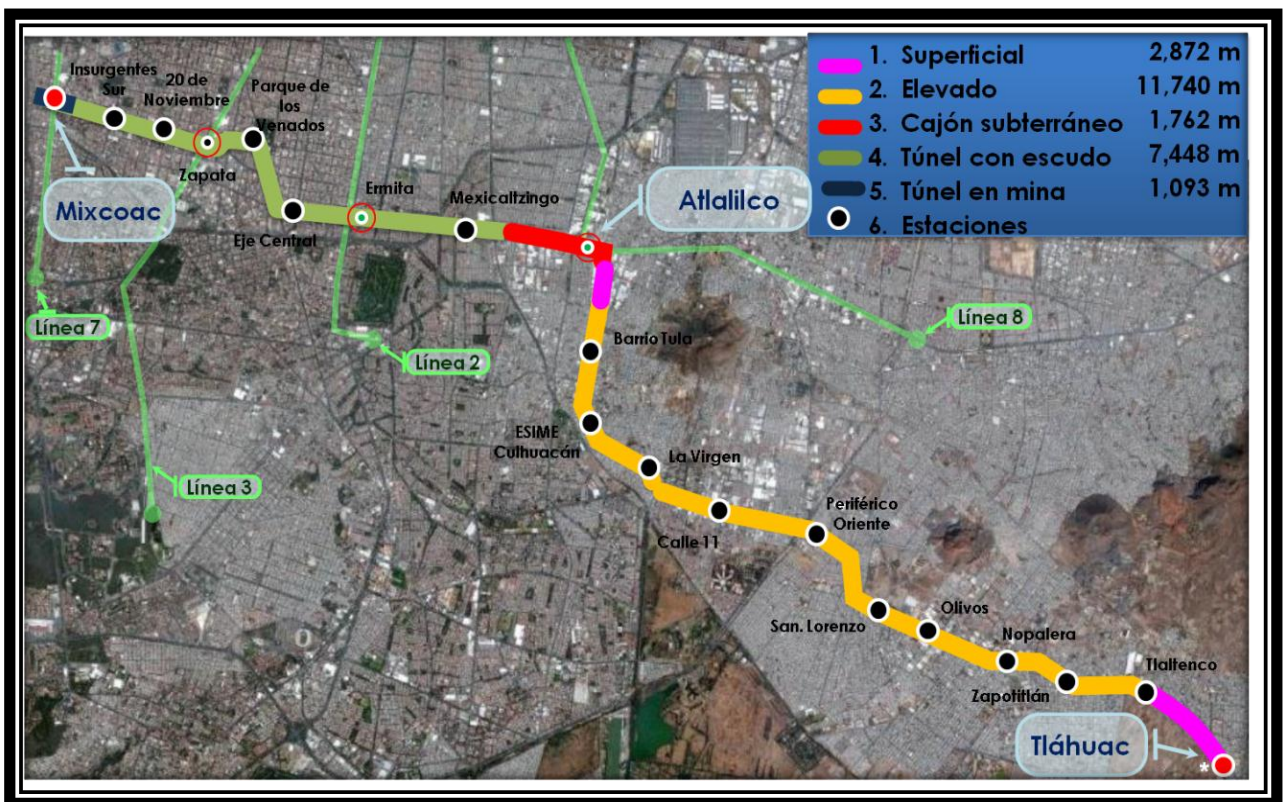 1. Superficial 2,872 m
2. Elevado 11,740 m
3. Cajón subterráneo 1,762 m
4. Túnel con escudo 7,448 m
5. Túnel en mina 1,093 m
6. Estaciones
Insurgentes
Sur
20 de
Noviembre
Parque de
los
Venados
Zapata
Mixcoac
Eje Central
Ermita
Mexicaltzingo
Atlalilco
Línea 7
Línea 2
Línea 8
Línea 3
Barrio Tula
ESIME
Culhuacán
La Virgen
Calle 11
Periférico
Oriente
San. Lorenzo
Olivos
Nopalera
Zapotitlán
Tlaltenco
Tláhuac
*